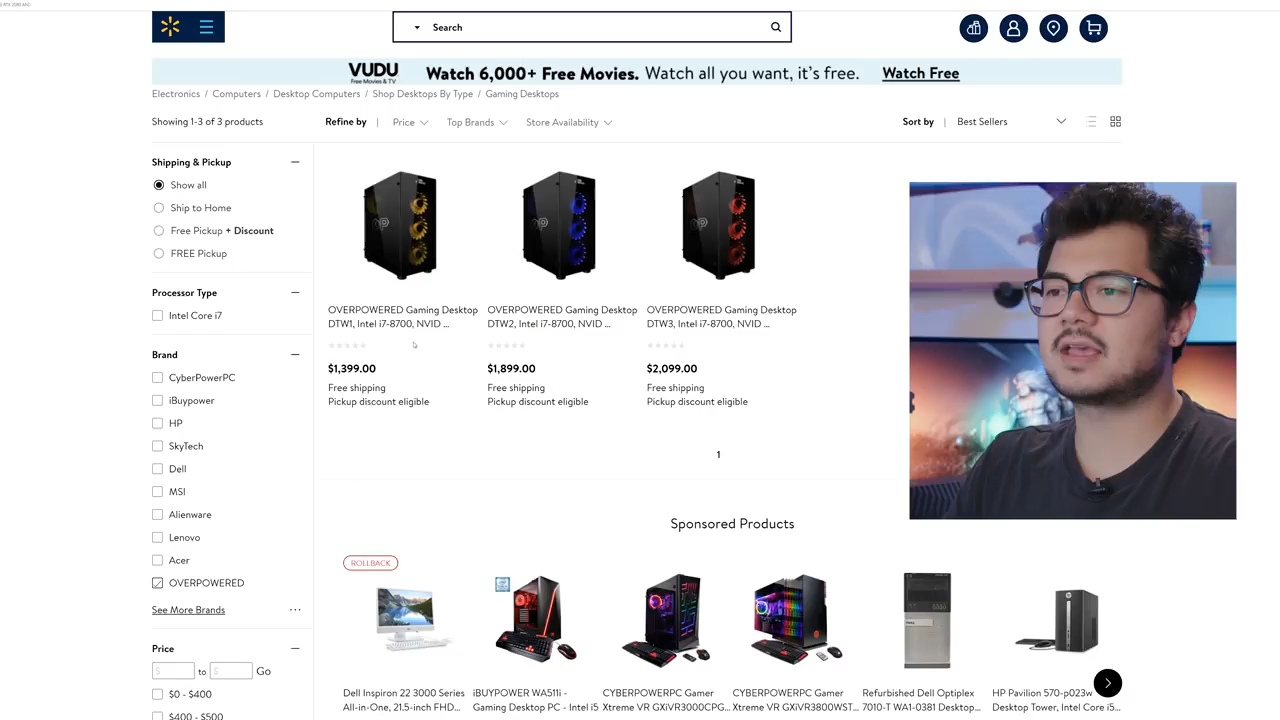 Search
VUDU
Free Movies & TV
Watch 6,000+ Free Movies. Watch all you want, it's free. Watch Free
Electronics / Computers / Desktop Computers / Shop Desktops By Type / Gaming Desktops
Showing 1-3 of 3 products
Refine by | Price Top Brands Store Availability
Sort by | Best Sellers
Shipping & Pickup
Show all
Ship to Home
Free Pickup + Discount
FREE Pickup
Processor Type
Intel Core i7
Brand
CyberPowerPC
iBuypower
HP
SkyTech
Dell
MSI
Alienware
Lenovo
Acer
OVERPOWERED
See More Brands ...
Price
$ to $ Go
$0 - $400
$400 - $500
OVERPOWERED Gaming Desktop
DTW1, Intel i7-8700, NVID ...
$1,399.00
Free shipping
Pickup discount eligible
OVERPOWERED Gaming Desktop
DTW2, Intel i7-8700, NVID ...
$1,899.00
Free shipping
Pickup discount eligible
OVERPOWERED Gaming Desktop
DTW3, Intel i7-8700, NVID ...
$2,099.00
Free shipping
Pickup discount eligible
1
Sponsored Products
ROLLBACK
Dell Inspiron 22 3000 Series
All-in-One, 21.5-inch FHD...
iBUYPOWER WA511i -
Gaming Desktop PC - Intel i5
CYBERPOWERPC Gamer
Xtreme VR GXiVR3000CPG...
CYBERPOWERPC Gamer
Xtreme VR GXiVR3800WST...
Refurbished Dell Optiplex
7010-T WA1-0381 Desktop...
HP Pavilion 570-p023w
Desktop Tower, Intel Core i5...